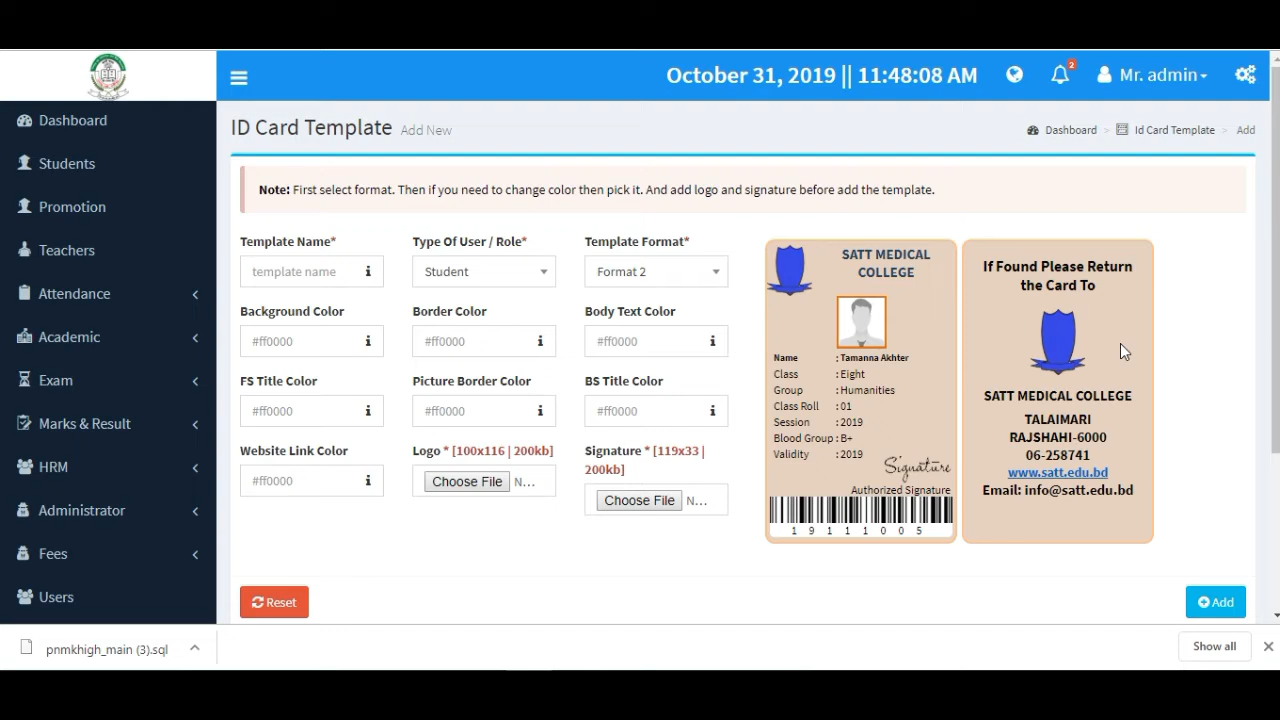 October 31, 2019 || 11:48:08 AM
2
Mr. admin
Dashboard
Students
Promotion
Teachers
Attendance
Academic
Exam
Marks & Result
HRM
Administrator
Fees
Users
ID Card Template Add New
Dashboard > Id Card Template > Add
Note: First select format. Then if you need to change color then pick it. And add logo and signature before add the template.
Template Name*
template name
Type Of User / Role*
Student
Template Format*
Format 2
Background Color
#ff0000
Border Color
#ff0000
Body Text Color
#ff0000
FS Title Color
#ff0000
Picture Border Color
#ff0000
BS Title Color
#ff0000
Website Link Color
#ff0000
Logo * [100x116 | 200kb]
Choose File N...
Signature * [119x33 |
200kb]
Choose File N...
SATT MEDICAL
COLLEGE
Name : Tamanna Akhter
Class : Eight
Group : Humanities
Class Roll : 01
Session : 2019
Blood Group : B+
Validity : 2019
Signature
Authorized Signature
1 9 1 1 1 0 0 5
If Found Please Return
the Card To
SATT MEDICAL COLLEGE
TALAIMARI
RAJSHAHI-6000
06-258741
www.satt.edu.bd
Email: info@satt.edu.bd
Reset
Add
pnmkhigh_main (3).sql
Show all